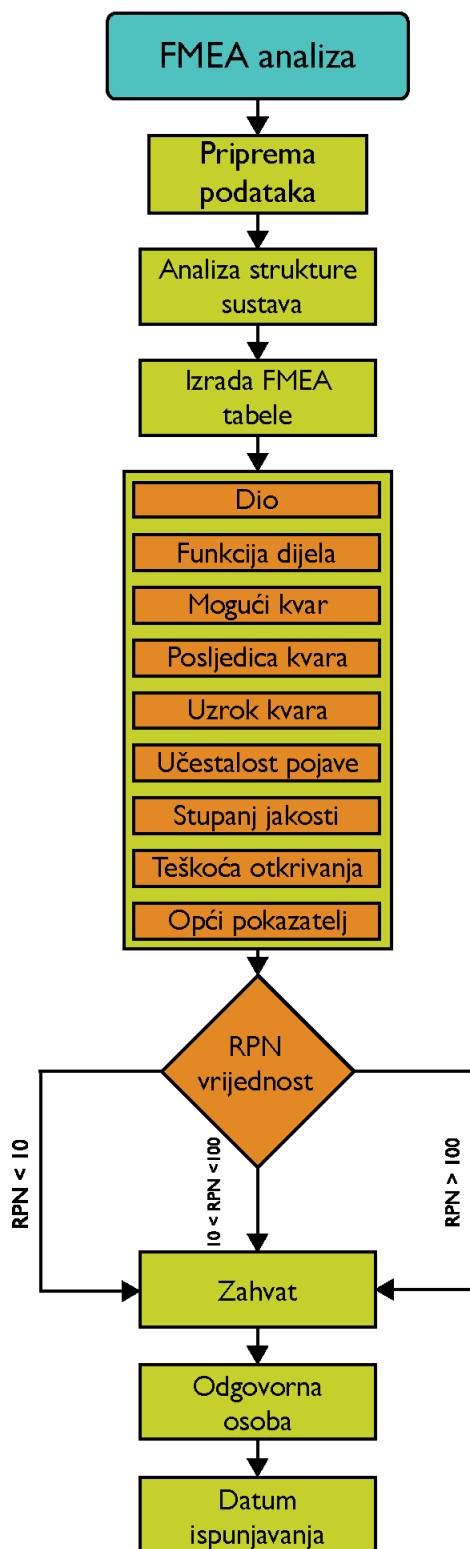 FMEA analiza
Priprema
podataka
Analiza strukture
sustava
Izrada FMEA
tabele
Dio
Funkcija dijela
Mogući kvar
Posljedica kvara
Uzrok kvara
Učestalost pojave
Stupanj jakosti
Teškoća otkrivanja
Opći pokazatelj
RPN
vrijednost
RPN < 10
10 < RPN <100
RPN > 100
Zahvat
Odgovorna
osoba
Datum
ispunjavanja